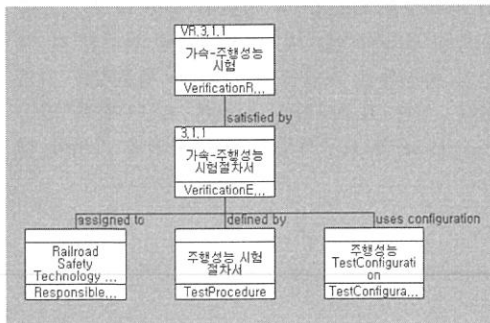 VR.3.1.1
가속-주행성능
시험
VerificationR...
satisfied by
3.1.1
가속-주행성능
시험절차서
VerificationE...
assigned to
defined by
uses configuration
Railroad
Safety
Technology ...
Responsible...
주행성능 시험
절차서
TestProcedure
주행성능
TestConfigurati
on
TestConfigura...